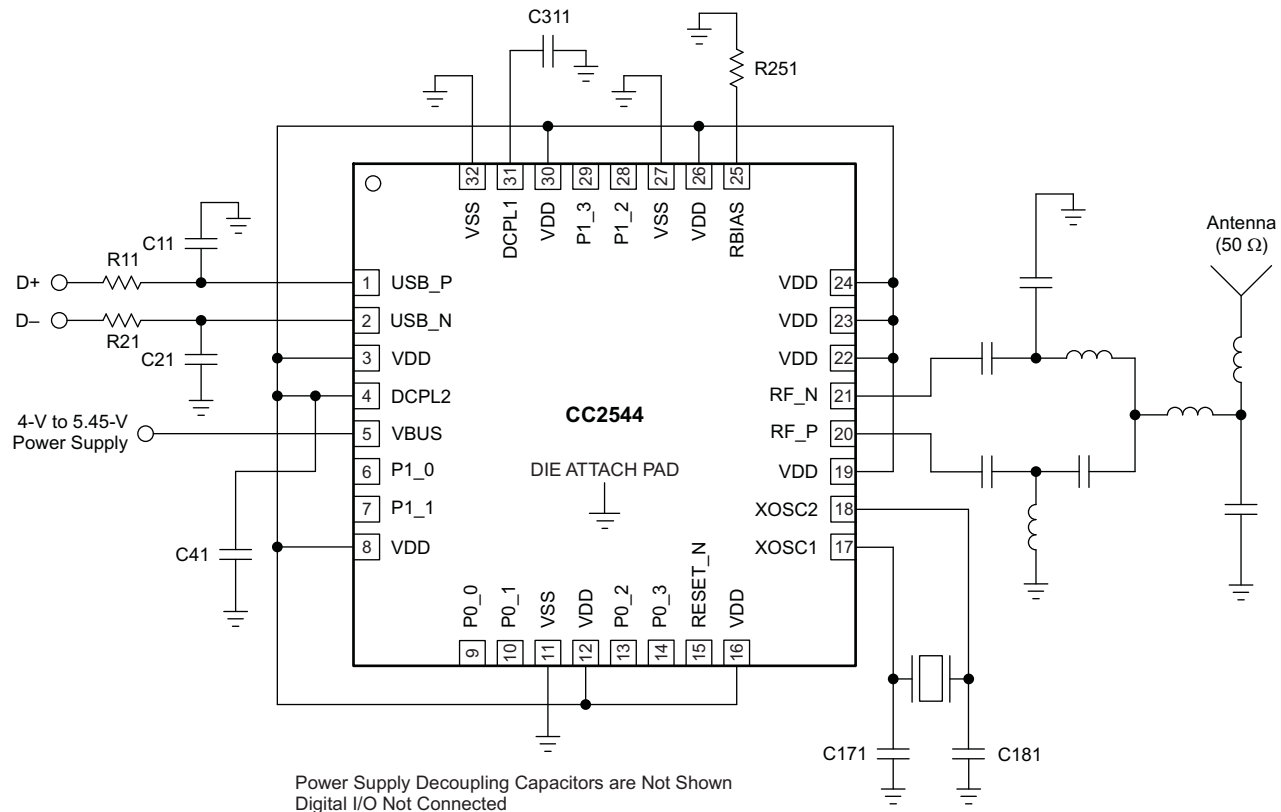 C311
R251
32 31 30 29 28 27 26 25
VSS DCPL1 VDD P1_3 P1_2 VSS VDD RBIAS
Antenna
(50 Ω)
C11
R11
D+
1 USB_P
VDD 24
D–
2 USB_N
VDD 23
R21
C21
3 VDD
VDD 22
4 DCPL2
RF_N 21
CC2544
4-V to 5.45-V
Power Supply
5 VBUS
RF_P 20
6 P1_0
DIE ATTACH PAD
VDD 19
7 P1_1
XOSC2 18
C41
8 VDD
XOSC1 17
P0_0 P0_1 VSS VDD P0_2 P0_3 RESET_N VDD
9 10 11 12 13 14 15 16
C171
C181
Power Supply Decoupling Capacitors are Not Shown
Digital I/O Not Connected